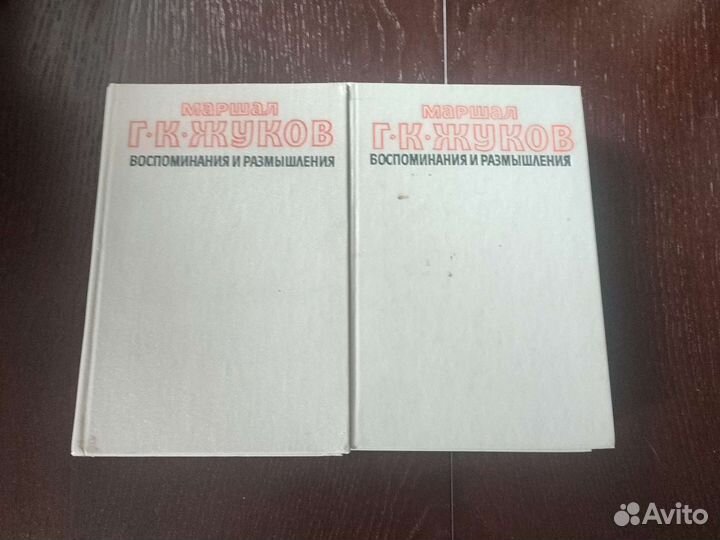 маршал
Г·К·ЖУКОВ
ВОСПОМИНАНИЯ И РАЗМЫШЛЕНИЯ
маршал
Г·К·ЖУКОВ
ВОСПОМИНАНИЯ И РАЗМЫШЛЕНИЯ
Avito